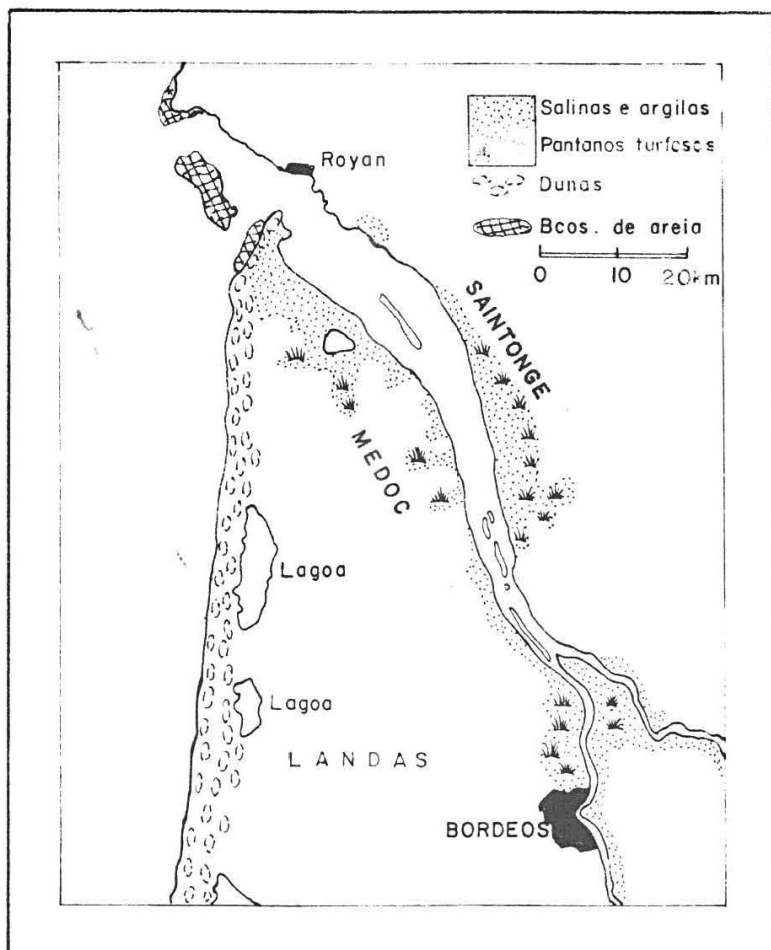 Salinas e argilas
Pantanos turfosos
Dunas
Bcos. de areia
0 10 20km
Royan
SAINTONGE
MEDOC
Lagoa
Lagoa
LANDAS
BORDEOS